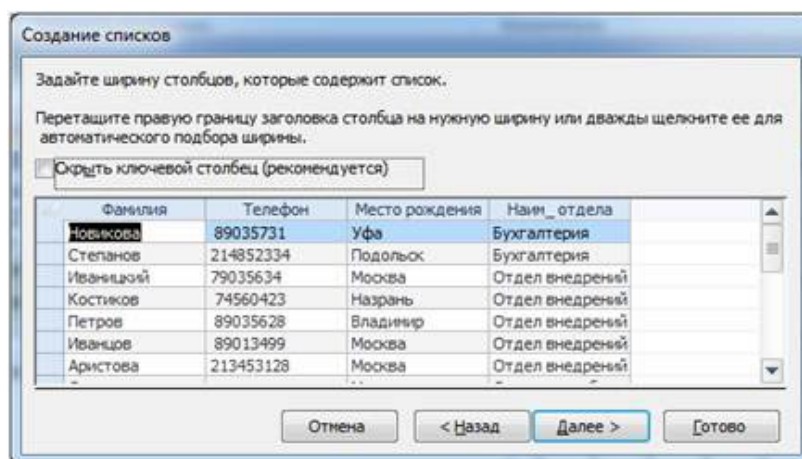 Создание списков
Задайте ширину столбцов, которые содержит список.
Перетащите правую границу заголовка столбца на нужную ширину или дважды щелкните ее для
автоматического подбора ширины.
Скрыть ключевой столбец (рекомендуется)
Фамилия Телефон Место рождения Наим_отдела
Новикова 89035731 Уфа Бухгалтерия
Степанов 214852334 Подольск Бухгалтерия
Иваницкий 79035634 Москва Отдел внедрений
Костиков 74560423 Назрань Отдел внедрений
Петров 89035628 Владимир Отдел внедрений
Иванцов 89013499 Москва Отдел внедрений
Аристова 213453128 Москва Отдел внедрений
Отмена < Назад Далее > Готово